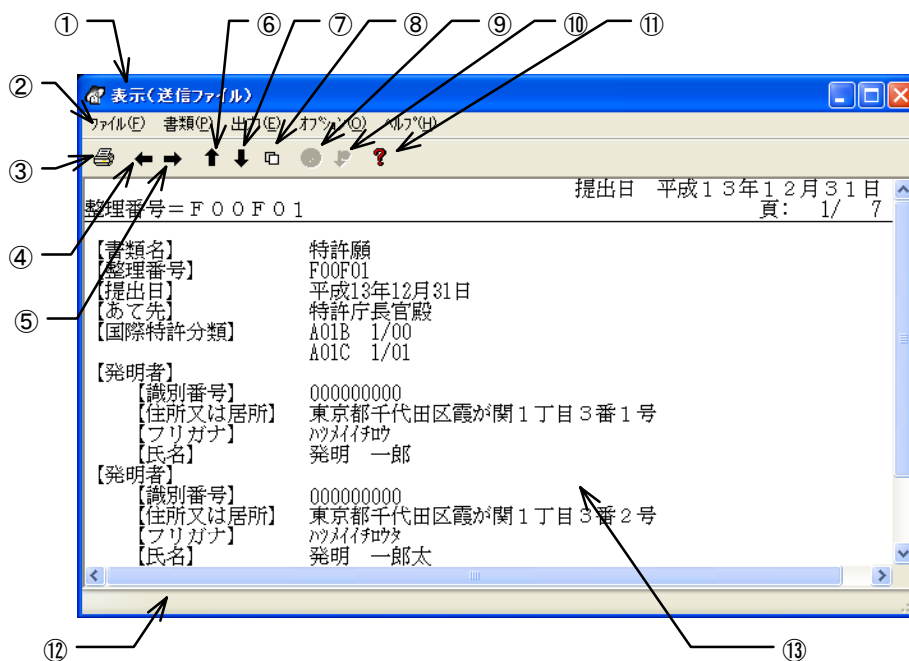 ① ⑥ ⑦ ⑧ ⑨ ⑩ ⑪
② 表示(送信ファイル)
ファイル(F) 書類(P) 出力(E) オプション(O) ヘルプ(H)
③
提出日 平成13年12月31日
整理番号=F00F01 頁: 1/ 7
④
⑤
【書類名】 特許願
【整理番号】 F00F01
【提出日】 平成13年12月31日
【あて先】 特許庁長官殿
【国際特許分類】 A01B 1/00
A01C 1/01
【発明者】
【識別番号】 000000000
【住所又は居所】 東京都千代田区霞が関1丁目3番1号
【フリガナ】 ハツメイイチロウ
【氏名】 発明 一郎
【発明者】
【識別番号】 000000000
【住所又は居所】 東京都千代田区霞が関1丁目3番2号
【フリガナ】 ハツメイイチロウタ
【氏名】 発明 一郎太
⑫ ⑬